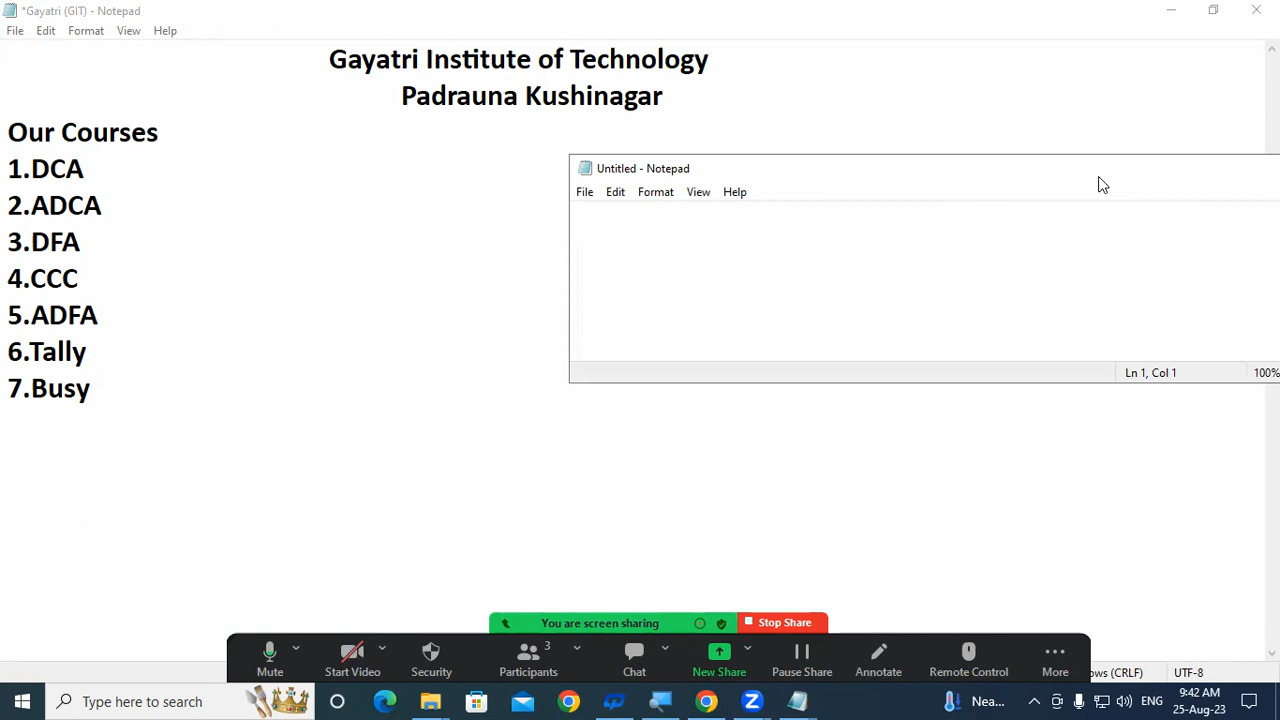 *Gayatri (GIT) - Notepad
File Edit Format View Help
Gayatri Institute of Technology
Padrauna Kushinagar
Our Courses
1.DCA
2.ADCA
3.DFA
4.CCC
5.ADFA
6.Tally
7.Busy
Untitled - Notepad
File Edit Format View Help
Ln 1, Col 1 100%
You are screen sharing Stop Share
Mute Start Video Security Participants 3 Chat New Share Pause Share Annotate Remote Control More
ows (CRLF) UTF-8
Type here to search
Nea...
ENG
9:42 AM
25-Aug-23